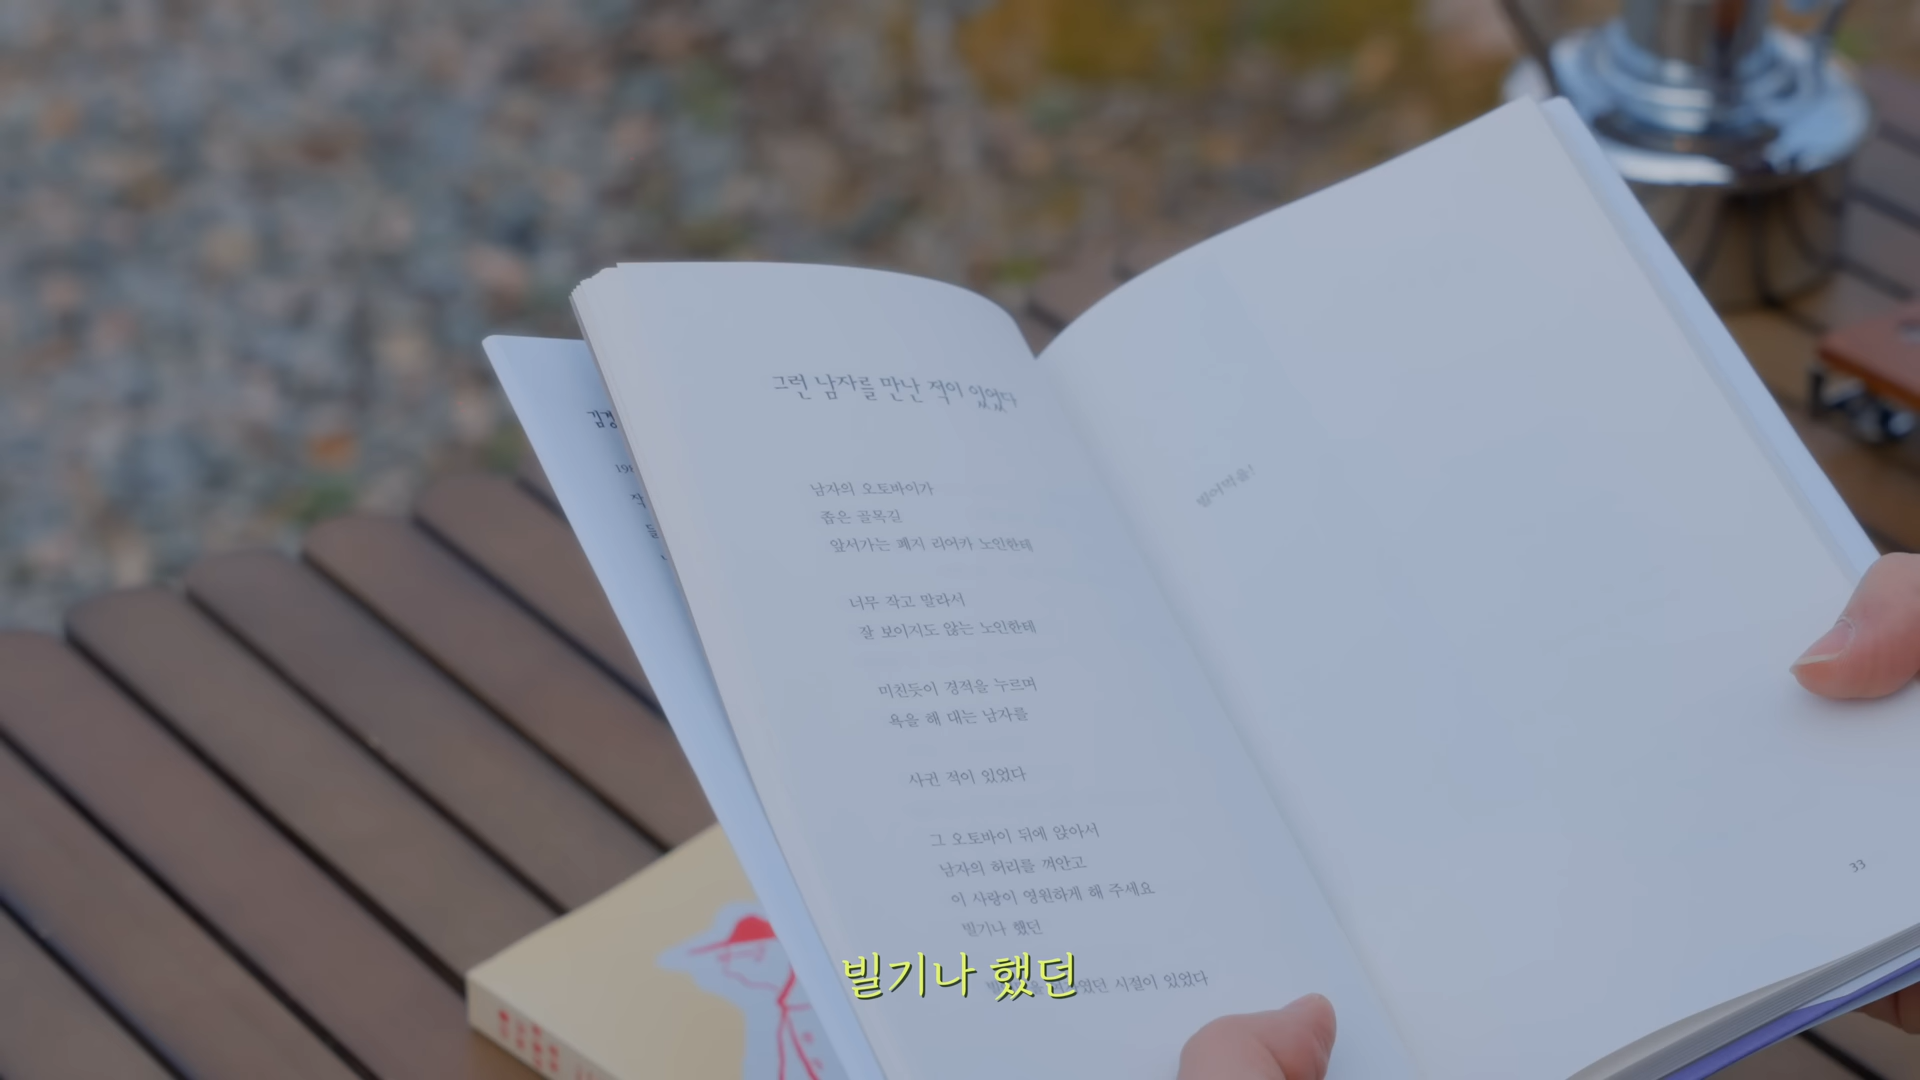 그런 남자를 만난 적이 있었다
남자의 오토바이가
좁은 골목길
앞서가는 폐지 리어카 노인한테
너무 작고 말라서
잘 보이지도 않는 노인한테
미친듯이 경적을 누르며
욕을 해 대는 남자를
사귄 적이 있었다
그 오토바이 뒤에 앉아서
남자의 허리를 껴안고
이 사랑이 영원하게 해 주세요
빌기나 했던
시절이 있었다
빌어먹을!
33
빌기나 했던